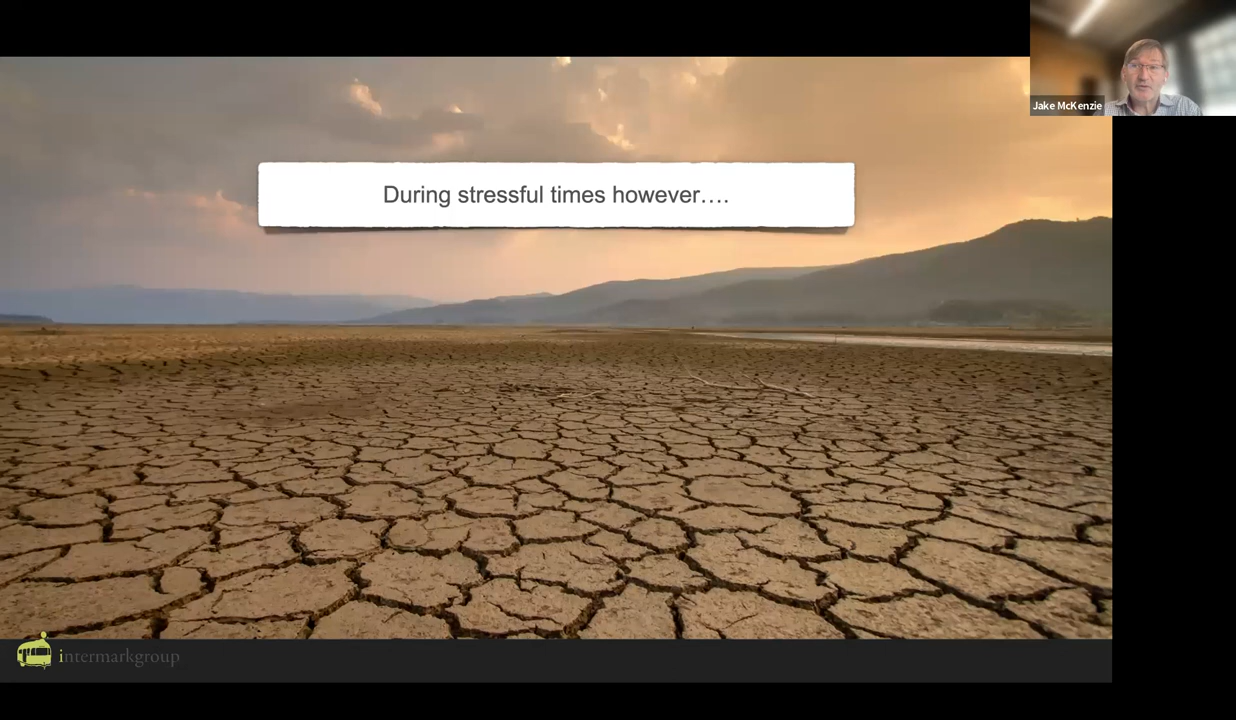 Jake McKenzie
During stressful times however….
intermarkgroup